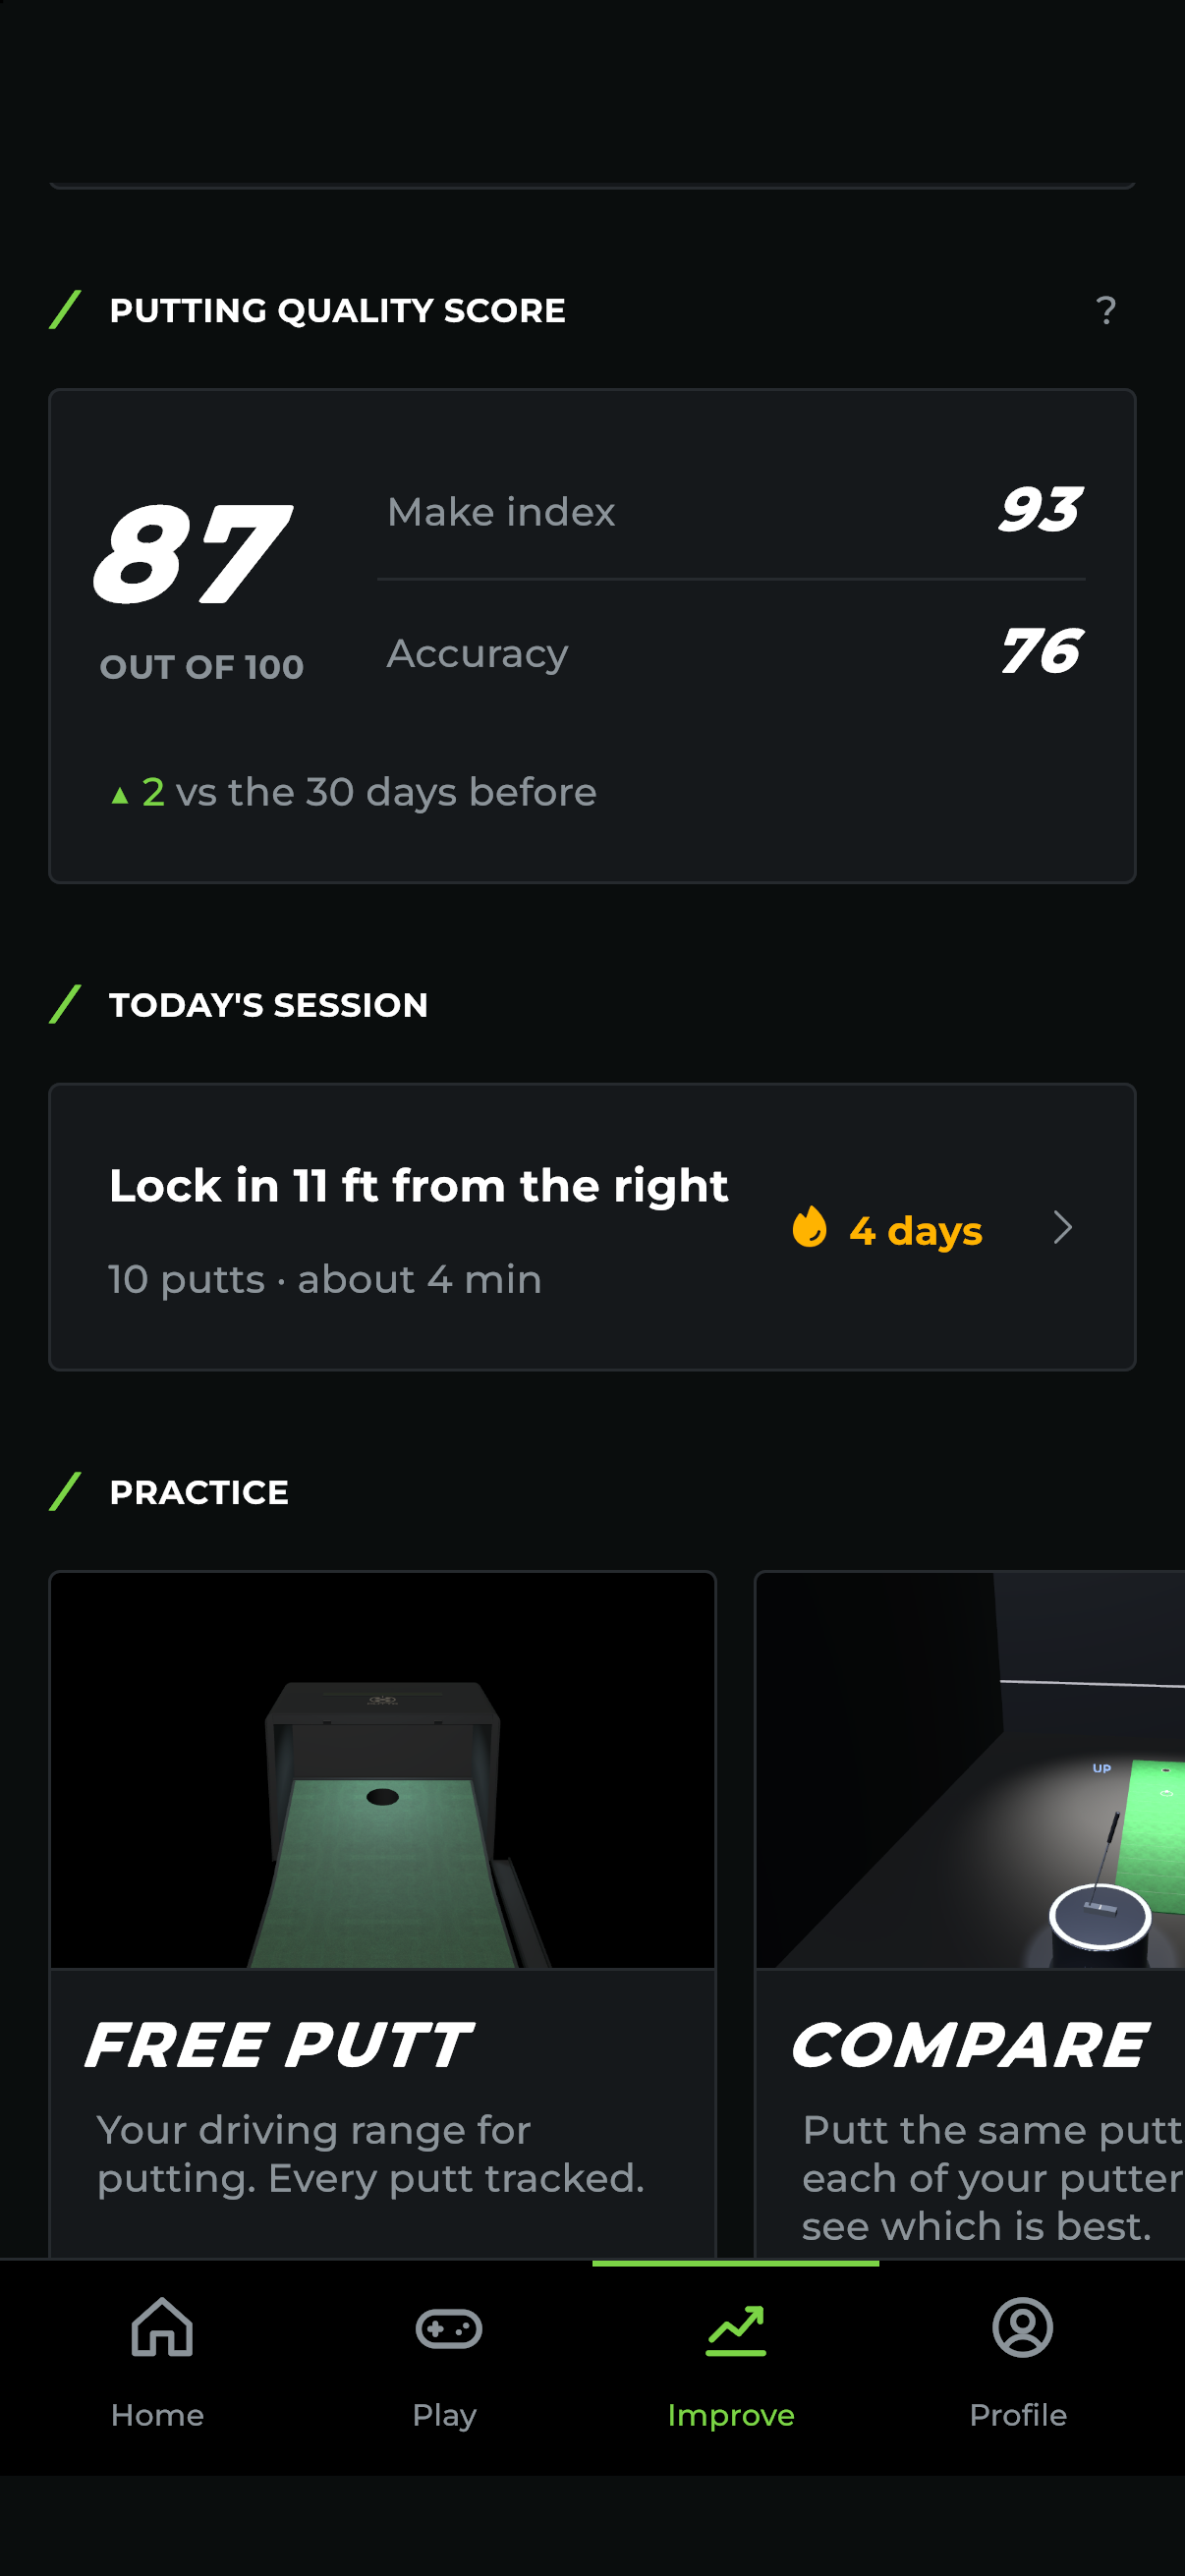 PUTTING QUALITY SCORE
?
87
OUT OF 100
Make index
93
Accuracy
76
▲ 2 vs the 30 days before
TODAY'S SESSION
Lock in 11 ft from the right
10 putts · about 4 min
4 days
PRACTICE
UP
FREE PUTT
Your driving range for
putting. Every putt tracked.
COMPARE
Putt the same putt
each of your putter
see which is best.
Home
Play
Improve
Profile